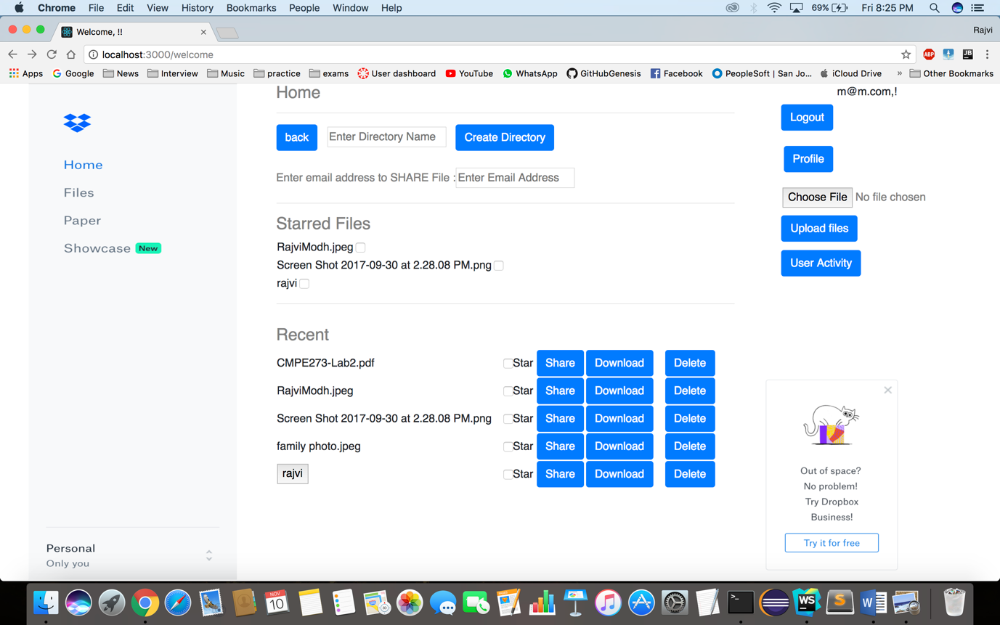 Chrome File Edit View History Bookmarks People Window Help 69% Fri 8:25 PM
Welcome, !! Rajvi
localhost:3000/welcome ABP JB
Apps Google News Interview Music practice exams User dashboard YouTube WhatsApp GitHubGenesis Facebook PeopleSoft | San Jo... iCloud Drive » Other Bookmarks
Home
Files
Paper
Showcase New
Personal
Only you
Home
back Enter Directory Name Create Directory
Enter email address to SHARE File : Enter Email Address
Starred Files
RajviModh.jpeg
Screen Shot 2017-09-30 at 2.28.08 PM.png
rajvi
Recent
CMPE273-Lab2.pdf Star Share Download Delete
RajviModh.jpeg Star Share Download Delete
Screen Shot 2017-09-30 at 2.28.08 PM.png Star Share Download Delete
family photo.jpeg Star Share Download Delete
rajvi Star Share Download Delete
m@m.com,!
Logout
Profile
Choose File No file chosen
Upload files
User Activity
Out of space?
No problem!
Try Dropbox
Business!
Try it for free
NOV
10
>_
WS
S
W